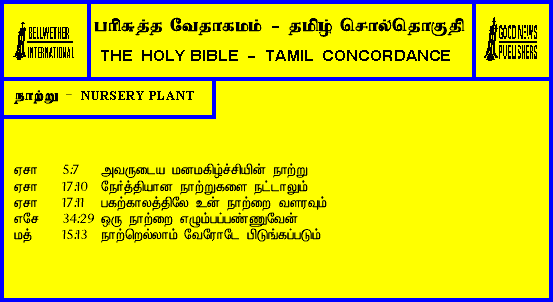 BELLWETHER
INTERNATIONAL
பரிசுத்த வேதாகமம் - தமிழ் சொல்தொகுதி
THE HOLY BIBLE - TAMIL CONCORDANCE
GOOD NEWS
PUBLISHERS
நாற்று - NURSERY PLANT
ஏசா 5:7 அவருடைய மனமகிழ்ச்சியின் நாற்று
ஏசா 17:10 நேர்த்தியான நாற்றுகளை நட்டாலும்
ஏசா 17:11 பகற்காலத்திலே உன் நாற்றை வளரவும்
எசே 34:29 ஒரு நாற்றை எழும்பப்பண்ணுவேன்
மத் 15:13 நாற்றெல்லாம் வேரோடே பிடுங்கப்படும்